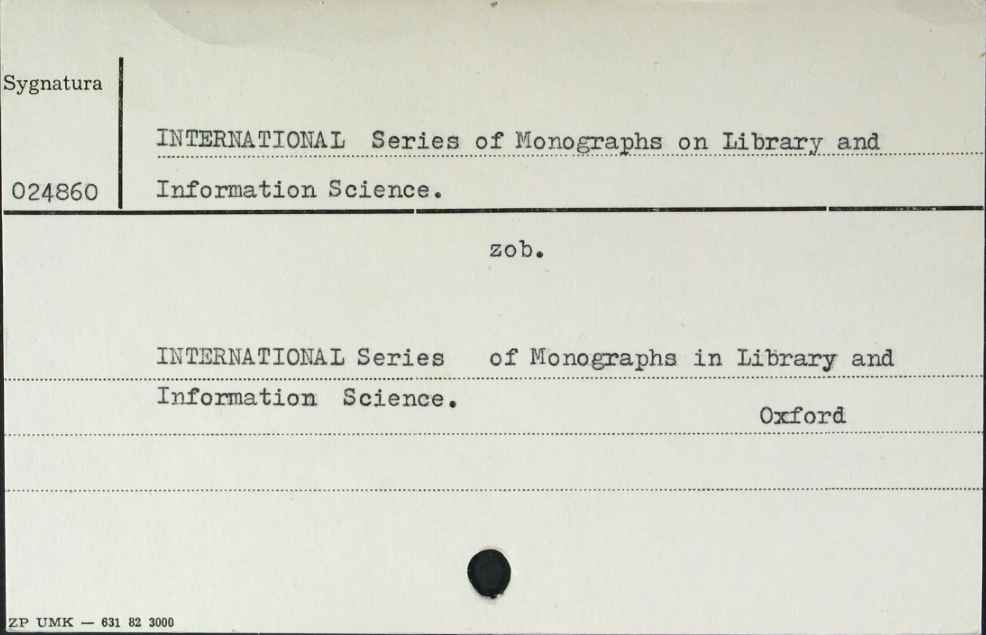 Sygnatura
INTERNATIONAL Series of Monographs on Library and
024860 Information Science.
zob.
INTERNATIONAL Series of Monographs in Library and
Information Science.
Oxford
ZP UMK — 631 82 3000